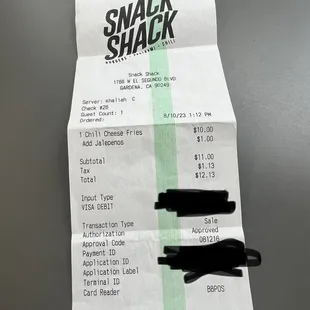 SNACK
SHACK
BURGERS • PASTRAMI • CHILI
Snack Shack
1766 W EL SEGUNDO BLVD
GARDENA, CA 90249
Server: shaliah C
Check #28
Guest Count: 1
Ordered: 8/10/23 1:12 PM
1 Chili Cheese Fries $10.00
Add Jalepenos $1.00
Subtotal $11.00
Tax $1.13
Total $12.13
Input Type
VISA DEBIT
Transaction Type Sale
Authorization Approved
Approval Code 081216
Payment ID
Application ID
Application Label
Terminal ID
Card Reader BBPOS